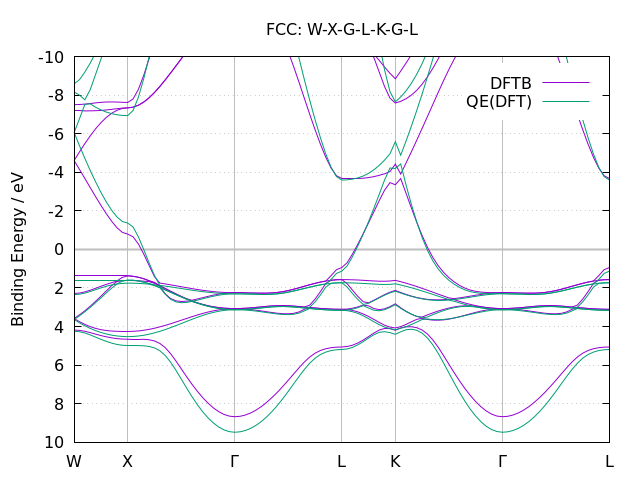 FCC: W-X-G-L-K-G-L
DFTB
QE(DFT)
Binding Energy / eV
-10
-8
-6
-4
-2
0
2
4
6
8
10
W X Γ L K Γ L